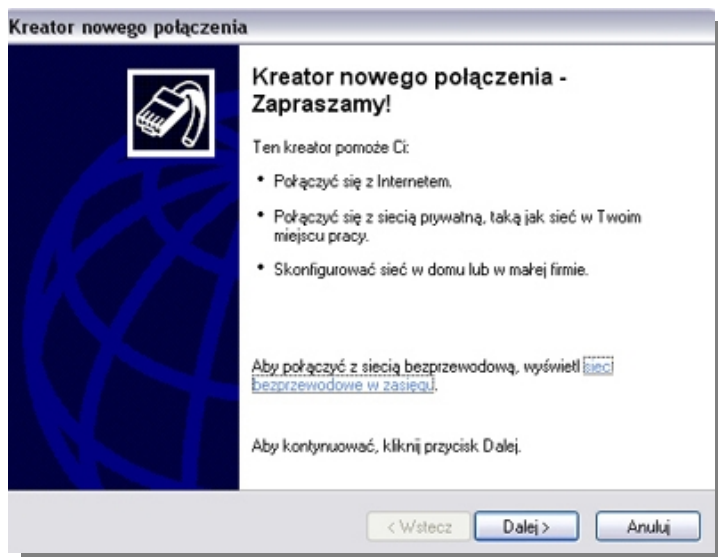 Kreator nowego połączenia
Kreator nowego połączenia -
Zapraszamy!
Ten kreator pomoże Ci:
• Połączyć się z Internetem.
• Połączyć się z siecią prywatną, taką jak sieć w Twoim
miejscu pracy.
• Skonfigurować sieć w domu lub w małej firmie.
Aby połączyć z siecią bezprzewodową, wyświetl sieci
bezprzewodowe w zasięgu.
Aby kontynuować, kliknij przycisk Dalej.
< Wstecz Dalej > Anuluj